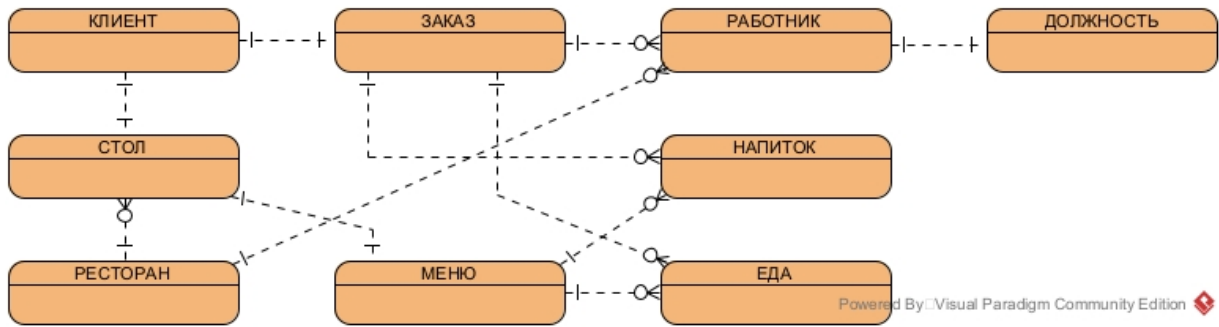 КЛИЕНТ
ЗАКАЗ
РАБОТНИК
ДОЛЖНОСТЬ
СТОЛ
НАПИТОК
РЕСТОРАН
МЕНЮ
ЕДА
Powered By□Visual Paradigm Community Edition